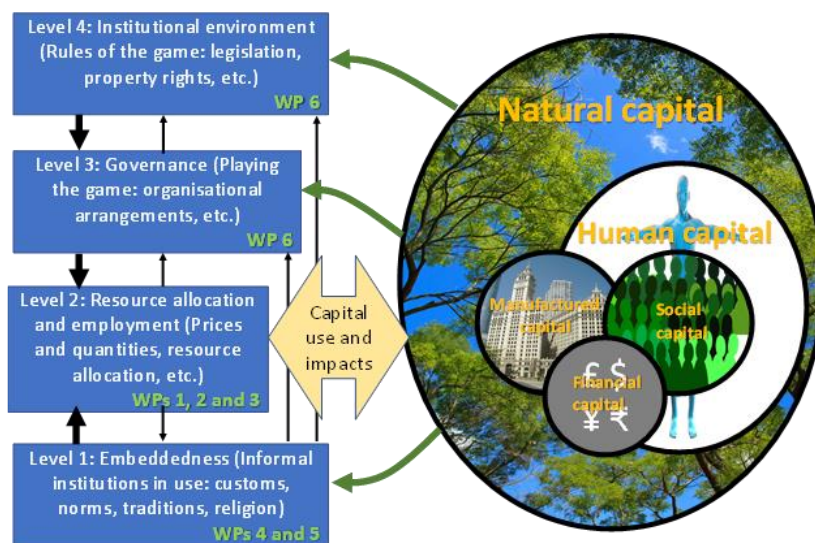 Level 4: Institutional environment
(Rules of the game: legislation,
property rights, etc.)
WP 6
Level 3: Governance (Playing
the game: organisational
arrangements, etc.)
WP 6
Level 2: Resource allocation
and employment (Prices
and quantities, resource
allocation, etc.)
WPs 1, 2 and 3
Level 1: Embeddedness (Informal
institutions in use: customs,
norms, traditions, religion)
WPs 4 and 5
Capital
use and
impacts
Natural capital
Human capital
Manufactured
capital
Social
capital
£ $
Financial
capital
¥ ₹